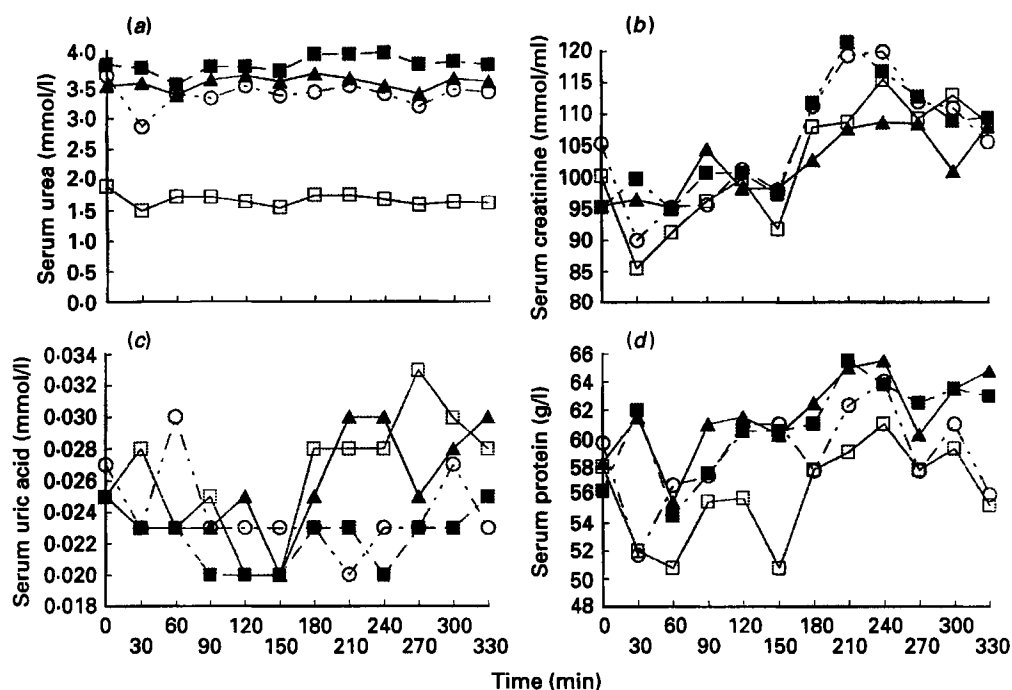 (a)
Serum urea (mmol/l)
4·0
3·5
3·0
2·5
2·0
1·5
1·0
0·5
0·0
(b)
Serum creatinine (mmol/ml)
120
115
110
105
100
95
90
85
80
(c)
Serum uric acid (mmol/l)
0·034
0·032
0·030
0·028
0·026
0·024
0·022
0·020
0·018
0 60 120 180 240 300
30 90 150 210 270 330
(d)
Serum protein (g/l)
66
64
62
60
58
56
54
52
50
48
0 60 120 180 240 300
30 90 150 210 270 330
Time (min)